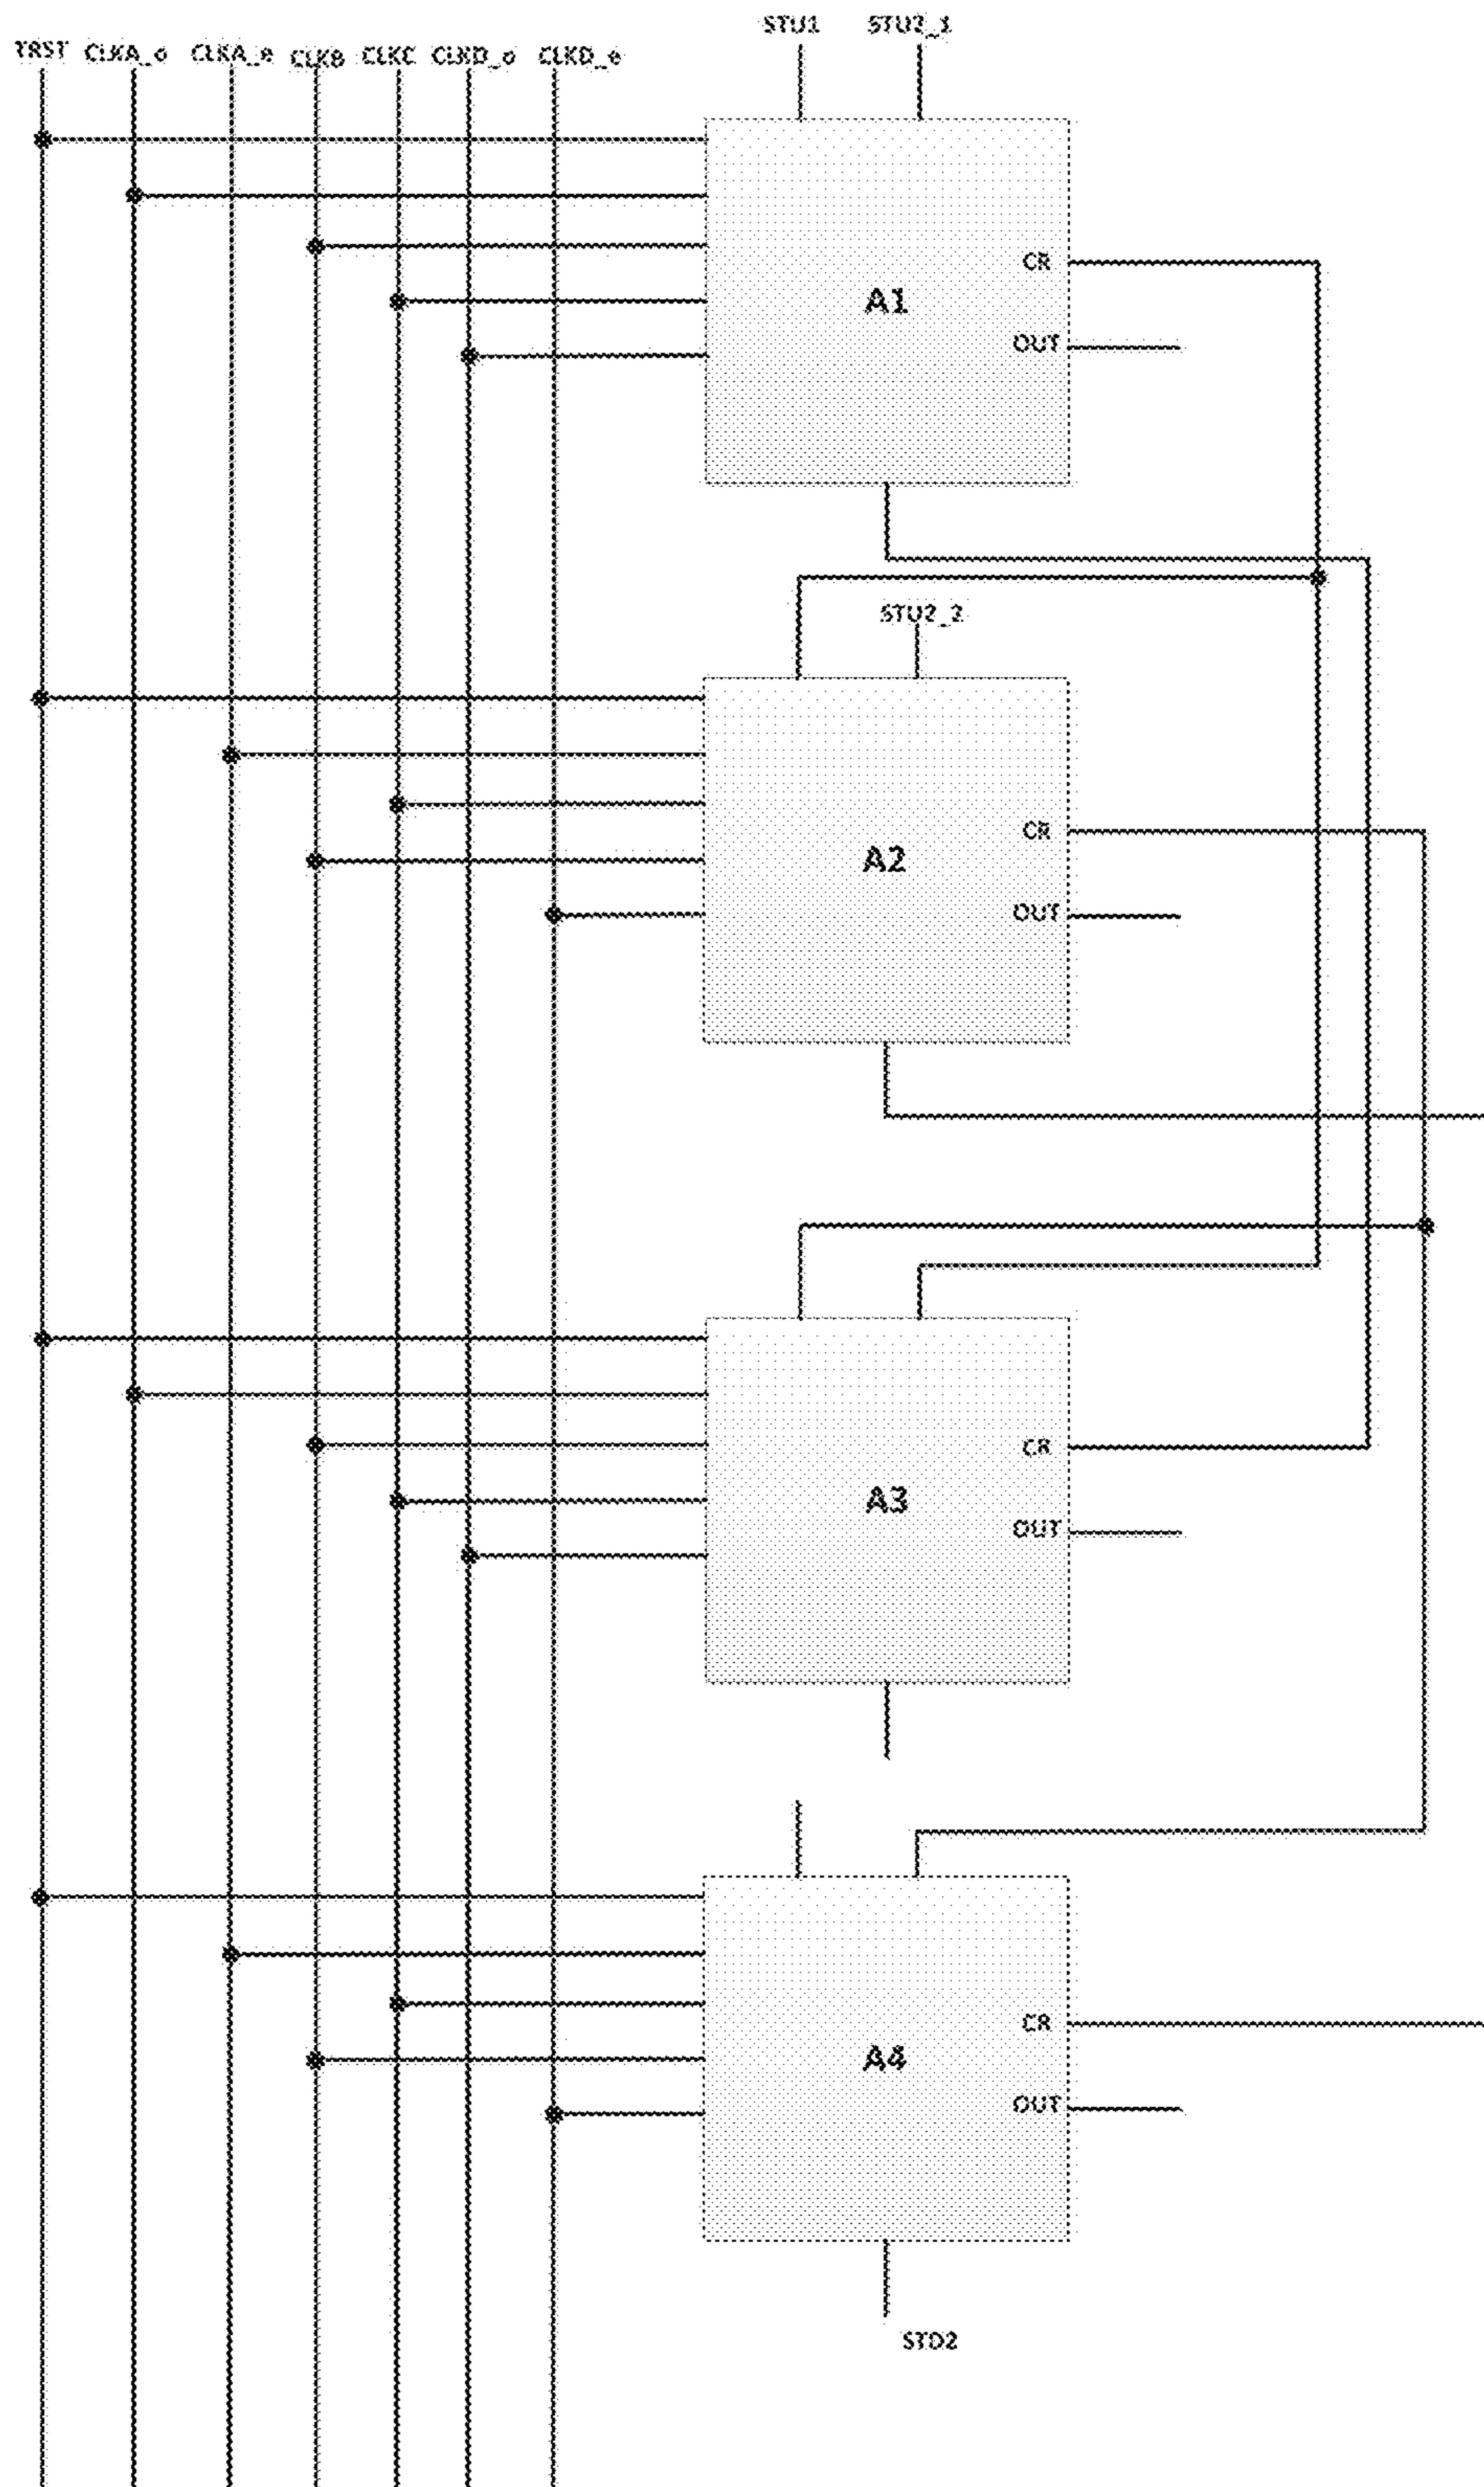 STU1 STU2_1
TRST CLKA_o CLKA_e CLKB CLKC CLKD_o CLKD_e
CR
A1
OUT
STU2_2
CR
A2
OUT
CR
A3
OUT
CR
A4
OUT
STD2